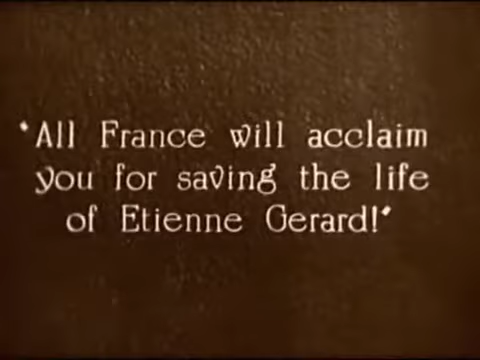 "All France will acclaim
you for saving the life
of Etienne Gerard!"